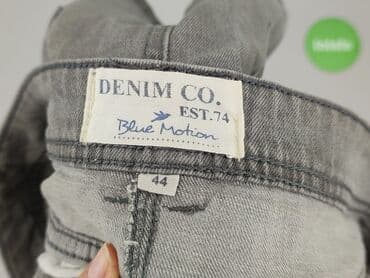 DENIM CO.
EST.74
Blue Motion
44